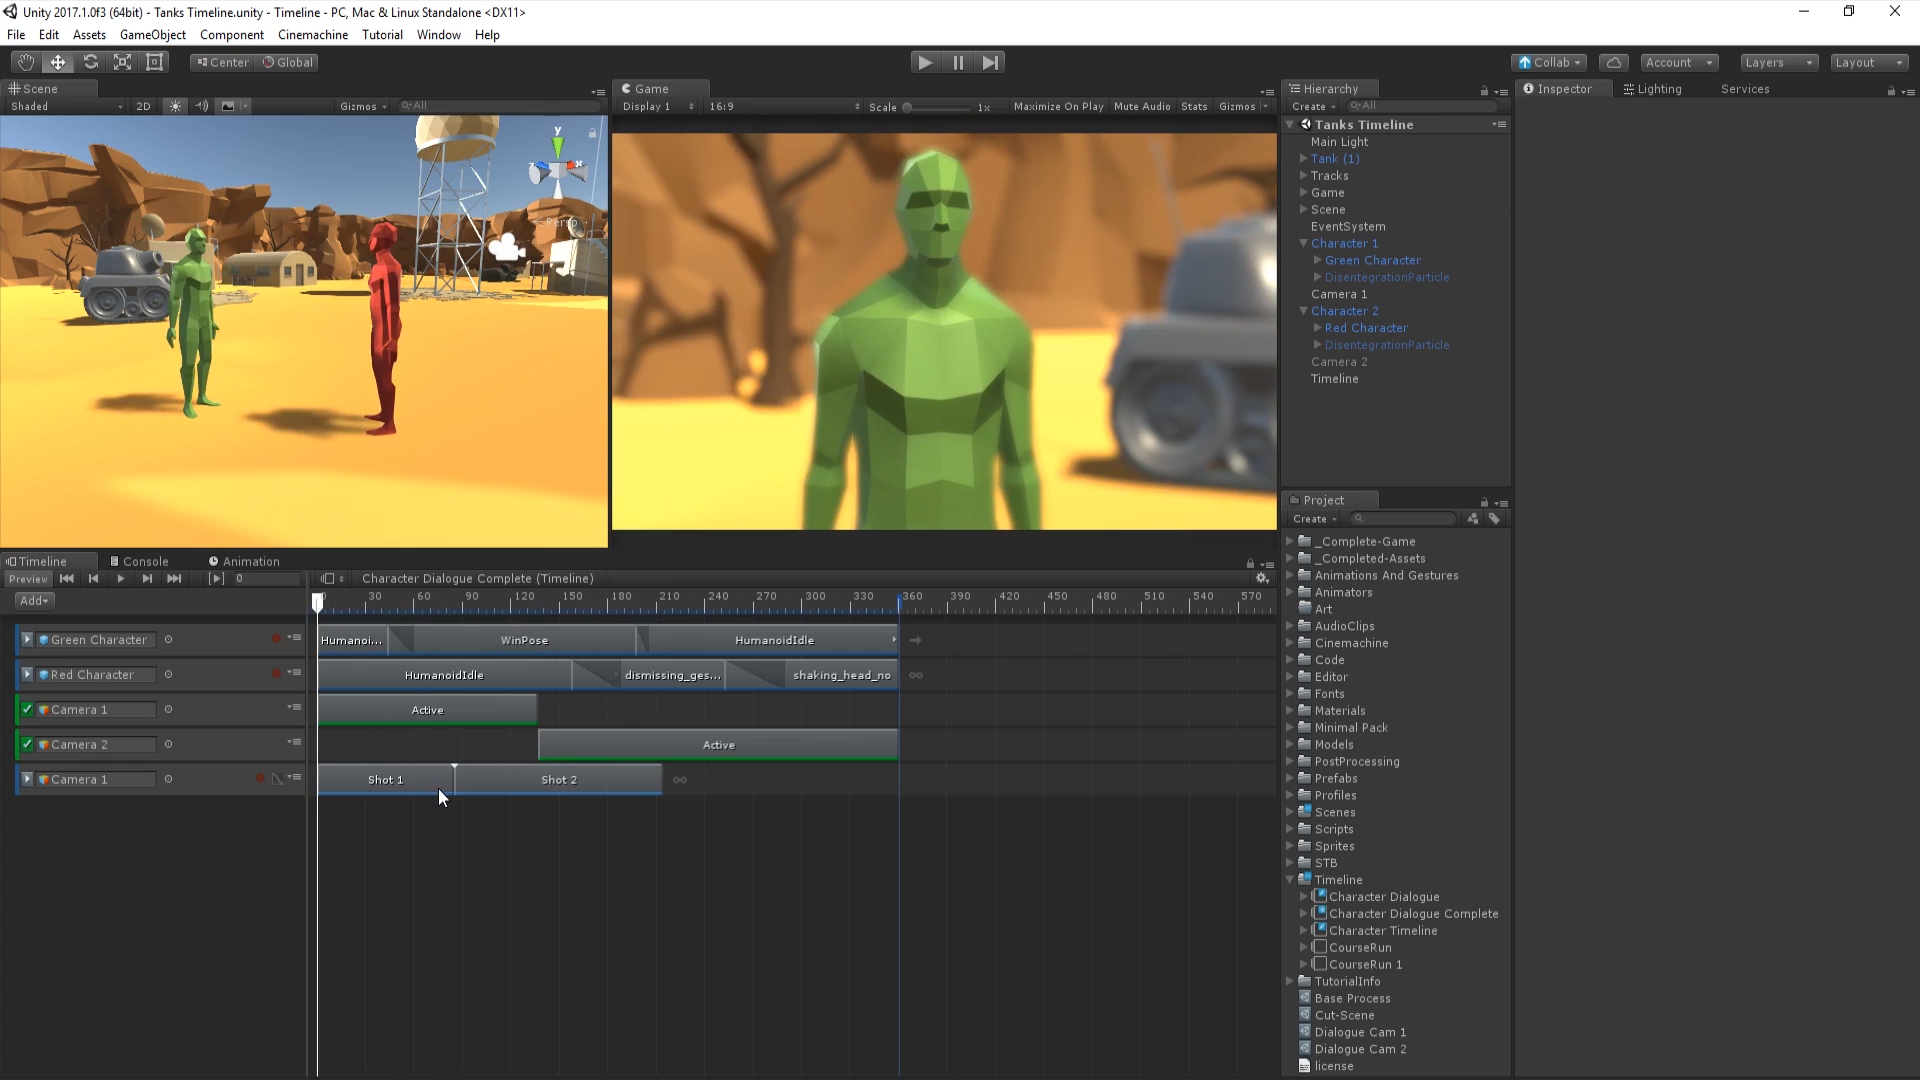 Unity 2017.1.0f3 (64bit) - Tanks Timeline.unity - Timeline - PC, Mac & Linux Standalone <DX11>
File Edit Assets GameObject Component Cinemachine Tutorial Window Help
Center Global Collab Account Layers Layout
Scene
Shaded 2D Gizmos All
y
x
z
Persp
Game
Display 1 16:9 Scale 1x Maximize On Play Mute Audio Stats Gizmos
Hierarchy
Create All
Tanks Timeline
Main Light
Tank (1)
Tracks
Game
Scene
EventSystem
Character 1
Green Character
DisentegrationParticle
Camera 1
Character 2
Red Character
DisentegrationParticle
Camera 2
Timeline
Inspector Lighting Services
Project
Create
_Complete-Game
_Completed-Assets
Animations And Gestures
Animators
Art
AudioClips
Cinemachine
Code
Editor
Fonts
Materials
Minimal Pack
Models
PostProcessing
Prefabs
Profiles
Scenes
Scripts
Sprites
STB
Timeline
Character Dialogue
Character Dialogue Complete
Character Timeline
CourseRun
CourseRun 1
TutorialInfo
Base Process
Cut-Scene
Dialogue Cam 1
Dialogue Cam 2
license
Timeline Console Animation
Preview 0 Character Dialogue Complete (Timeline)
Add
30 60 90 120 150 180 210 240 270 300 330 360 390 420 450 480 510 540 570
Green Character Humanoi... WinPose HumanoidIdle
Red Character HumanoidIdle dismissing_ges... shaking_head_no
Camera 1 Active
Camera 2 Active
Camera 1 Shot 1 Shot 2